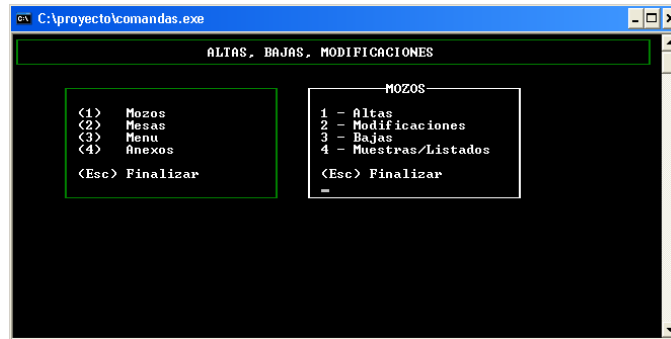 C:\proyecto\comandas.exe
ALTAS, BAJAS, MODIFICACIONES
(1) Mozos
(2) Mesas
(3) Menu
(4) Anexos
(Esc) Finalizar
MOZOS
1 - Altas
2 - Modificaciones
3 - Bajas
4 - Muestras/Listados
(Esc) Finalizar